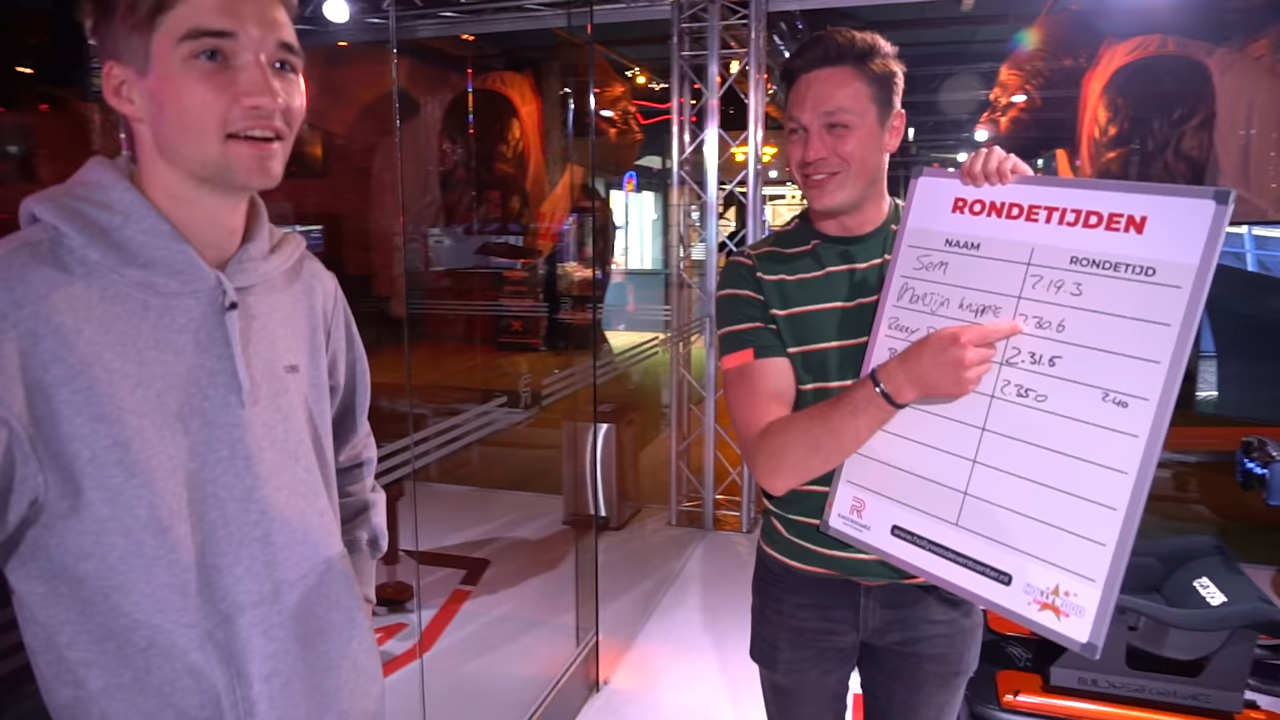 RONDETIJDEN
NAAM RONDETIJD
Sem 2.19.3
Martijn 2.30.6
2.31.5
2.35.0 2.40
www.hollywoodeventcenter.nl
HOLLYWOOD